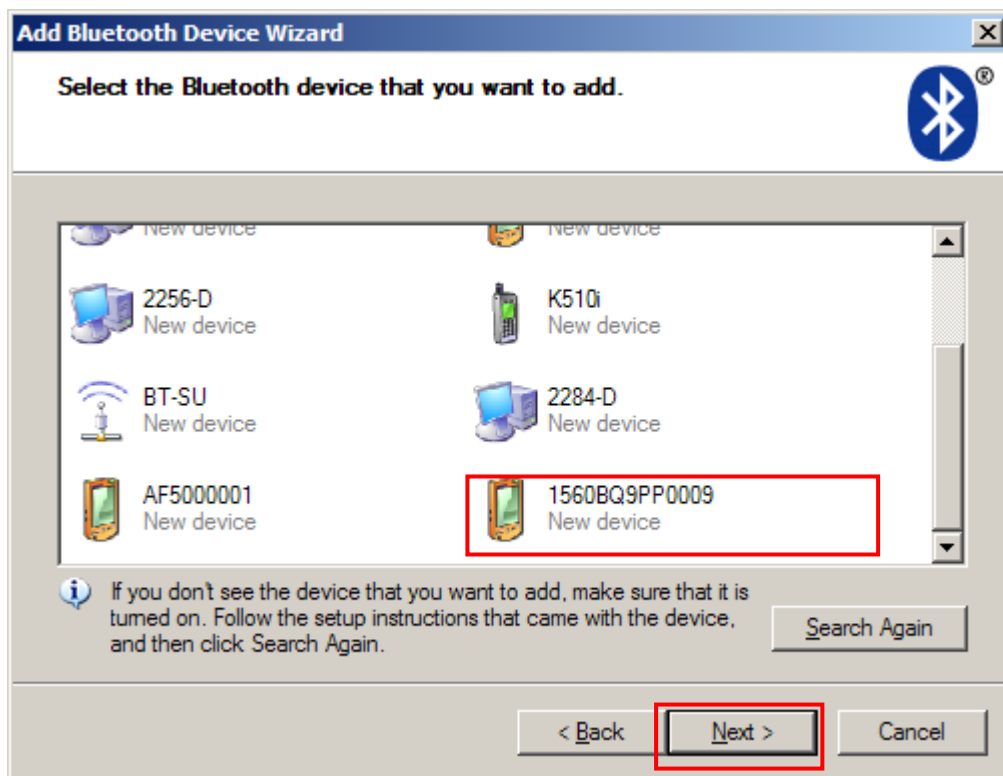 Add Bluetooth Device Wizard
Select the Bluetooth device that you want to add.
®
New device
New device
2256-D
New device
K510i
New device
BT-SU
New device
2284-D
New device
AF5000001
New device
1560BQ9PP0009
New device
If you don't see the device that you want to add, make sure that it is
turned on. Follow the setup instructions that came with the device,
and then click Search Again.
Search Again
< Back
Next >
Cancel